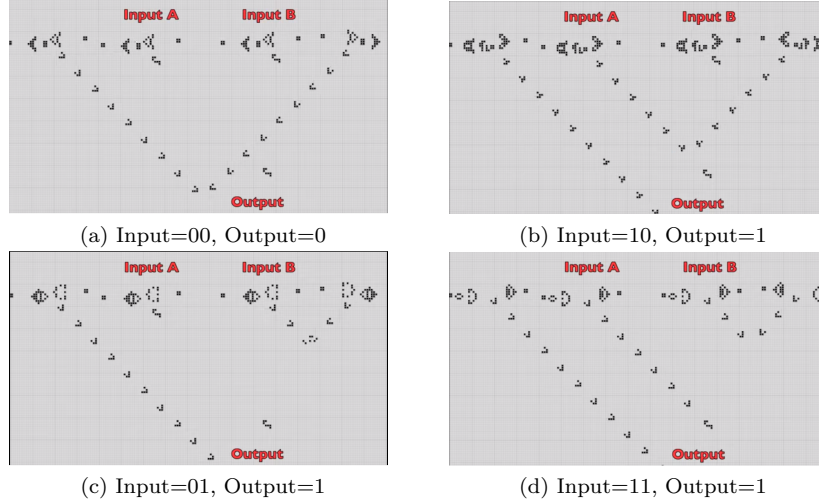 Input A Input B
Output
(a) Input=00, Output=0
Input A Input B
Output
(b) Input=10, Output=1
Input A Input B
Output
(c) Input=01, Output=1
Input A Input B
Output
(d) Input=11, Output=1